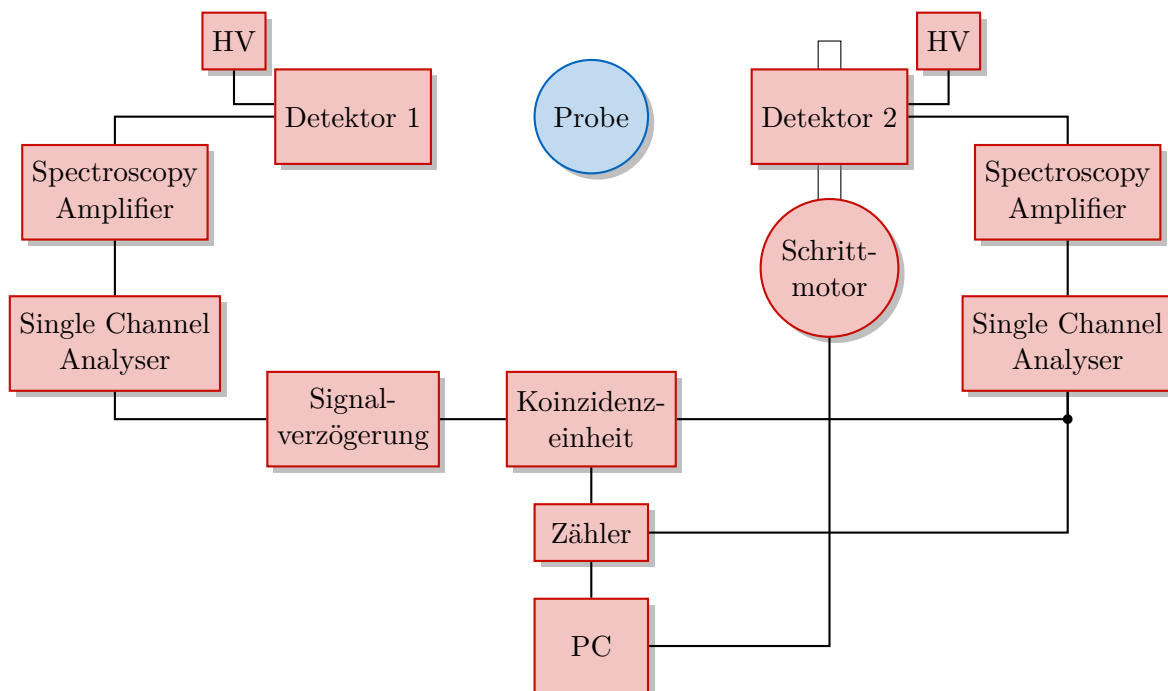 HV
HV
Detektor 1
Probe
Detektor 2
Spectroscopy
Amplifier
Spectroscopy
Amplifier
Schritt-
motor
Single Channel
Analyser
Single Channel
Analyser
Signal-
verzögerung
Koinzidenz-
einheit
Zähler
PC